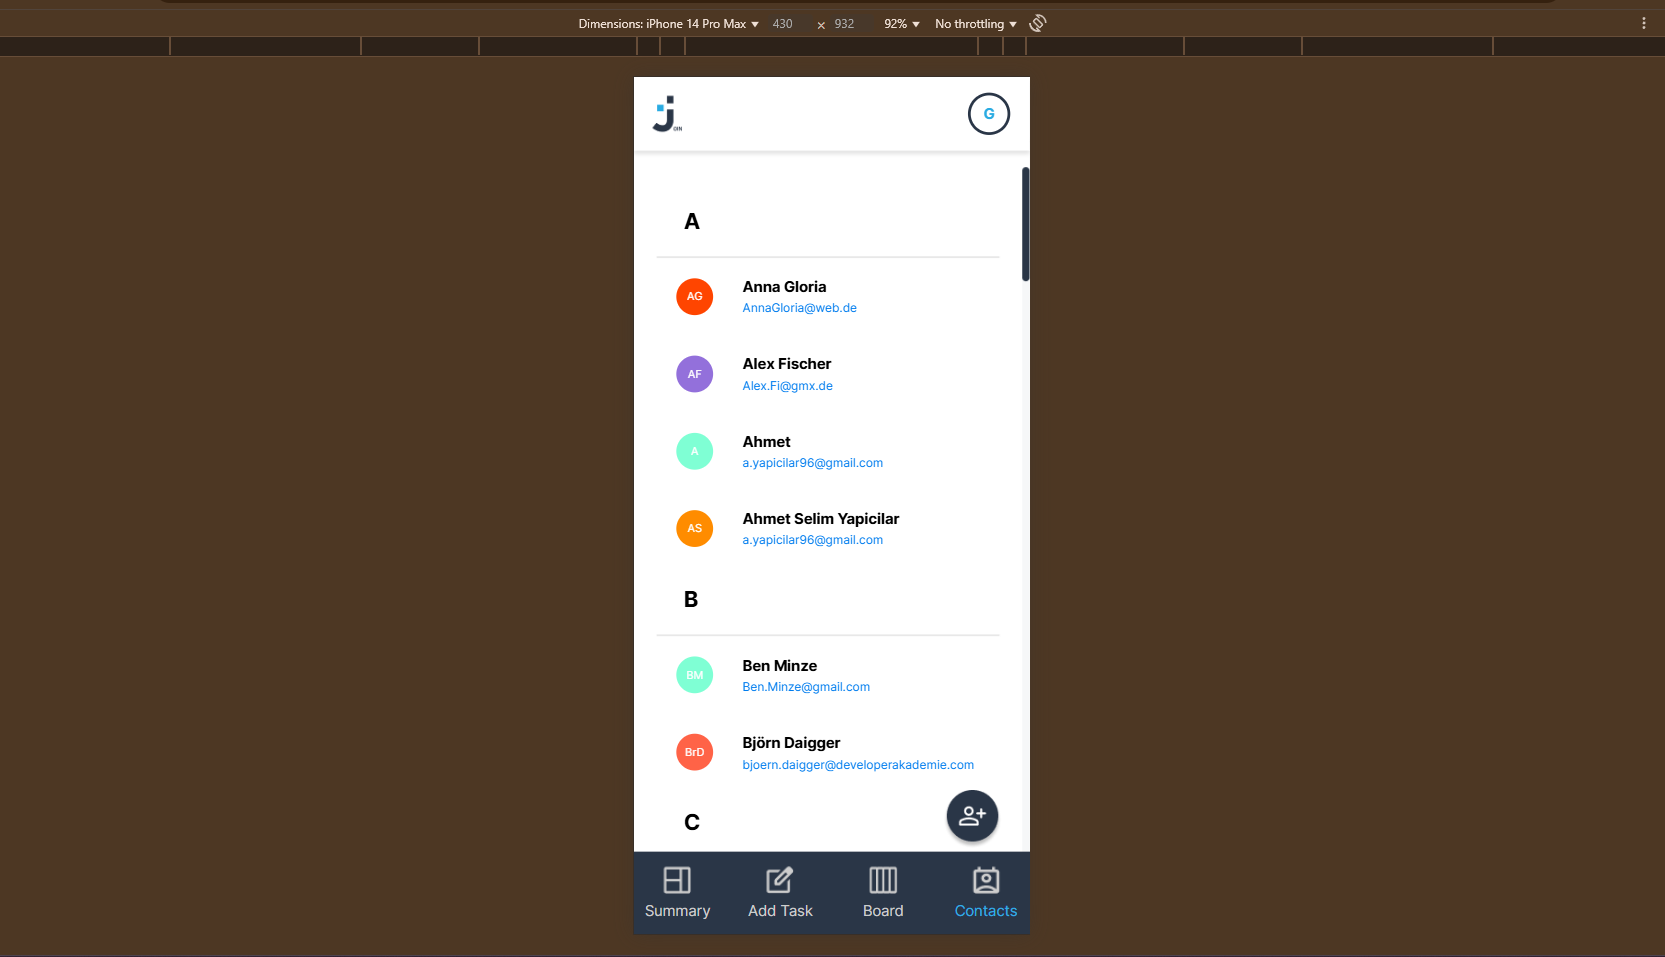 Dimensions: iPhone 14 Pro Max 430 × 932 92% No throttling
JOIN
G
A
AG
Anna Gloria
AnnaGloria@web.de
AF
Alex Fischer
Alex.Fi@gmx.de
A
Ahmet
a.yapicilar96@gmail.com
AS
Ahmet Selim Yapicilar
a.yapicilar96@gmail.com
B
BM
Ben Minze
Ben.Minze@gmail.com
BrD
Björn Daigger
bjoern.daigger@developerakademie.com
C
Summary Add Task Board Contacts